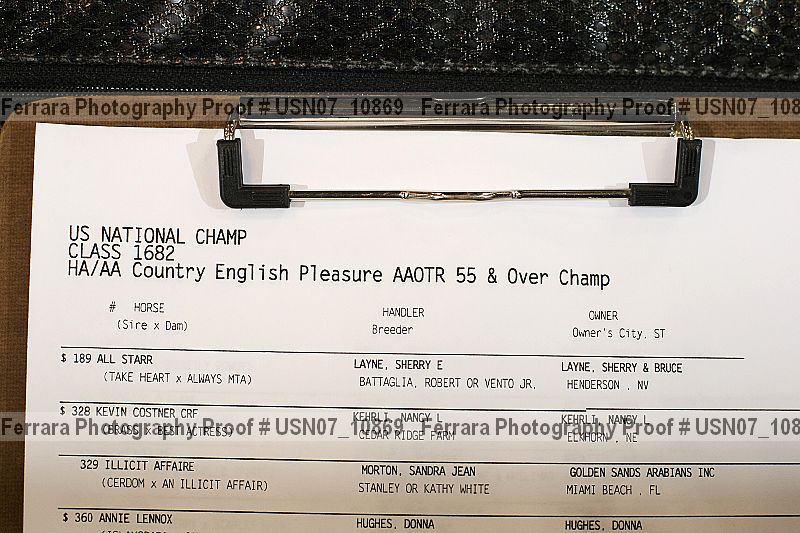 Ferrara Photography Proof # USN07_10869 Ferrara Photography Proof # USN07_108
US NATIONAL CHAMP
CLASS 1682
HA/AA Country English Pleasure AAOTR 55 & Over Champ
# HORSE HANDLER OWNER
(Sire x Dam) Breeder Owner's City, ST
$ 189 ALL STARR LAYNE, SHERRY E LAYNE, SHERRY & BRUCE
(TAKE HEART x ALWAYS MTA) BATTAGLIA, ROBERT OR VENTO JR. HENDERSON , NV
$ 328 KEVIN COSTNER CRF KEHRLI, NANCY L KEHRLI, NANCY L
(BRASS x BEST ACTRESS) CEDAR RIDGE FARM ELKHORN , NE
Ferrara Photography Proof # USN07_10869 Ferrara Photography Proof # USN07_108
329 ILLICIT AFFAIRE MORTON, SANDRA JEAN GOLDEN SANDS ARABIANS INC
(CERDOM x AN ILLICIT AFFAIR) STANLEY OR KATHY WHITE MIAMI BEACH , FL
$ 360 ANNIE LENNOX HUGHES, DONNA HUGHES, DONNA